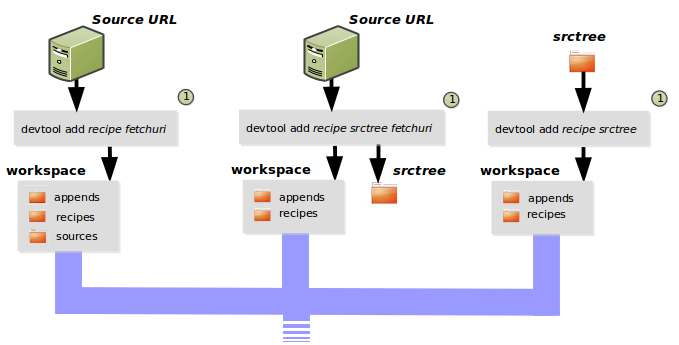 Source URL
1
devtool add recipe fetchuri
workspace
appends
recipes
sources
Source URL
1
devtool add recipe srctree fetchuri
workspace
appends
recipes
srctree
srctree
1
devtool add recipe srctree
workspace
appends
recipes